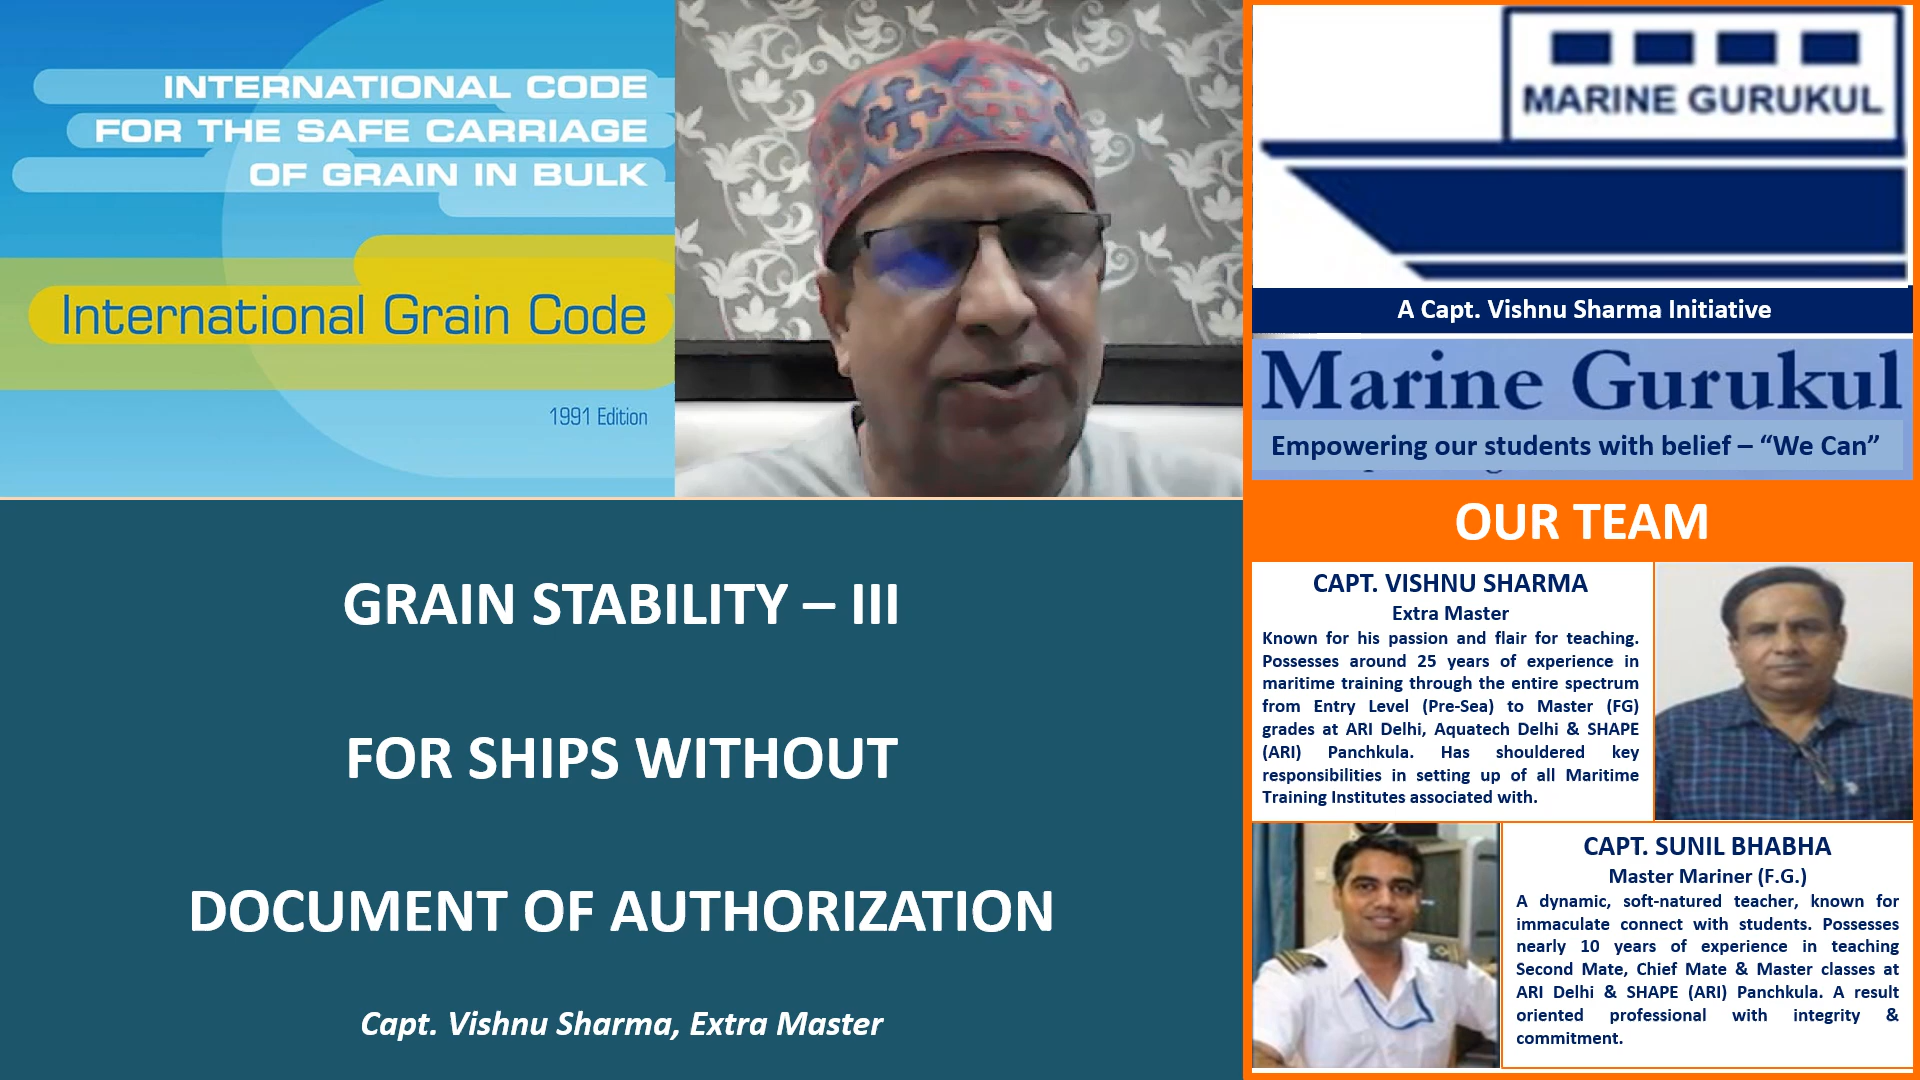 INTERNATIONAL CODE
FOR THE SAFE CARRIAGE
OF GRAIN IN BULK
International Grain Code
1991 Edition
GRAIN STABILITY – III
FOR SHIPS WITHOUT
DOCUMENT OF AUTHORIZATION
Capt. Vishnu Sharma, Extra Master
MARINE GURUKUL
A Capt. Vishnu Sharma Initiative
Marine Gurukul
Empowering our students with belief – “We Can”
OUR TEAM
CAPT. VISHNU SHARMA
Extra Master
Known for his passion and flair for teaching.
Possesses around 25 years of experience in
maritime training through the entire spectrum
from Entry Level (Pre-Sea) to Master (FG)
grades at ARI Delhi, Aquatech Delhi & SHAPE
(ARI) Panchkula. Has shouldered key
responsibilities in setting up of all Maritime
Training Institutes associated with.
CAPT. SUNIL BHABHA
Master Mariner (F.G.)
A dynamic, soft-natured teacher, known for
immaculate connect with students. Possesses
nearly 10 years of experience in teaching
Second Mate, Chief Mate & Master classes at
ARI Delhi & SHAPE (ARI) Panchkula. A result
oriented professional with integrity &
commitment.